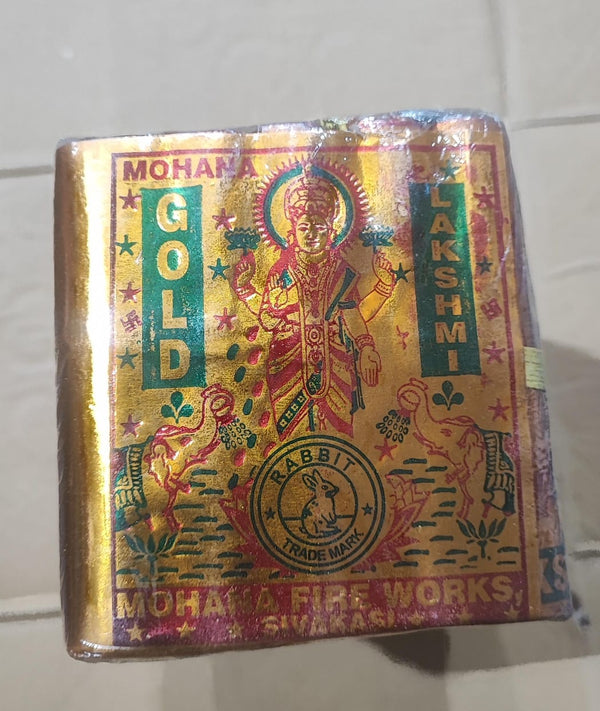 MOHANA
GOLD
LAKSHMI
RABBIT
TRADE MARK
MOHANA FIRE WORKS,
SIVAKASI